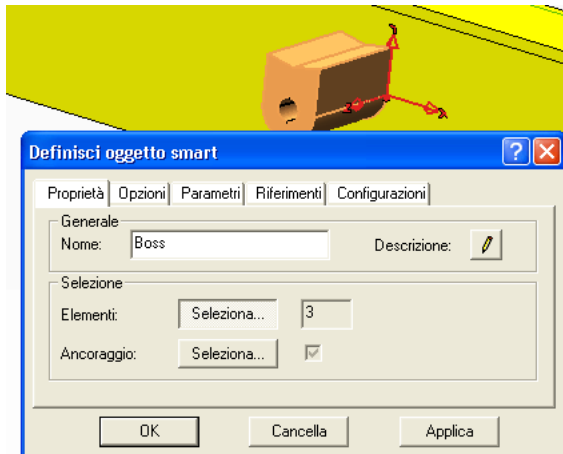 Definisci oggetto smart
Proprietà Opzioni Parametri Riferimenti Configurazioni
Generale
Nome: Boss Descrizione:
Selezione
Elementi: Seleziona... 3
Ancoraggio: Seleziona...
OK Cancella Applica